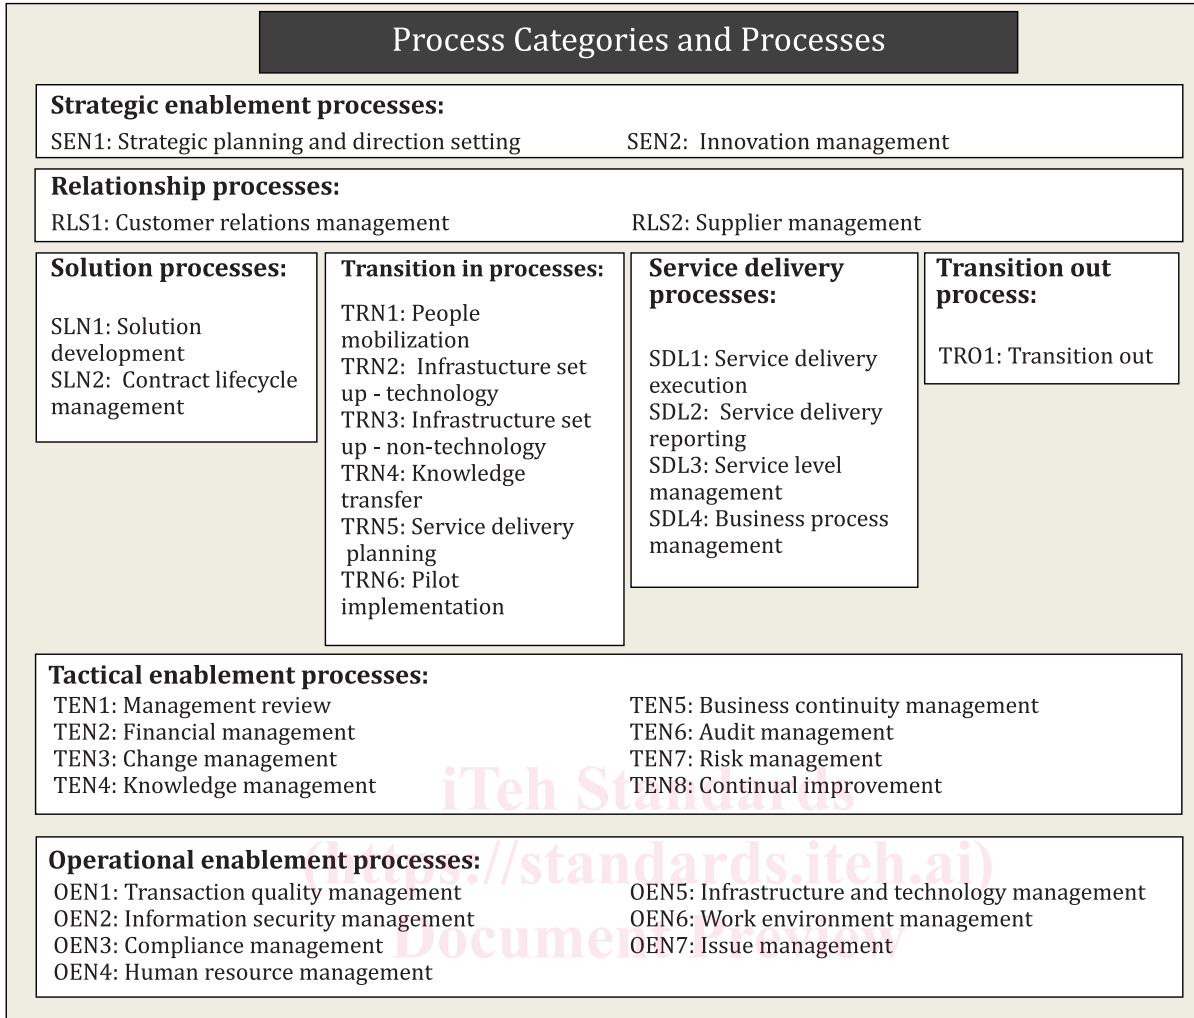 Process Categories and Processes
Strategic enablement processes:
SEN1: Strategic planning and direction setting
SEN2: Innovation management
Relationship processes:
RLS1: Customer relations management
RLS2: Supplier management
Solution processes:
SLN1: Solution
development
SLN2: Contract lifecycle
management
Transition in processes:
TRN1: People
mobilization
TRN2: Infrastucture set
up - technology
TRN3: Infrastructure set
up - non-technology
TRN4: Knowledge
transfer
TRN5: Service delivery
planning
TRN6: Pilot
implementation
Service delivery
processes:
SDL1: Service delivery
execution
SDL2: Service delivery
reporting
SDL3: Service level
management
SDL4: Business process
management
Transition out
process:
TRO1: Transition out
Tactical enablement processes:
TEN1: Management review
TEN2: Financial management
TEN3: Change management
TEN4: Knowledge management
TEN5: Business continuity management
TEN6: Audit management
TEN7: Risk management
TEN8: Continual improvement
iTeh Standards
Operational enablement processes:
(https://standards.iteh.ai)
OEN1: Transaction quality management
OEN2: Information security management
OEN3: Compliance management
OEN4: Human resource management
OEN5: Infrastructure and technology management
OEN6: Work environment management
OEN7: Issue management
Document Preview